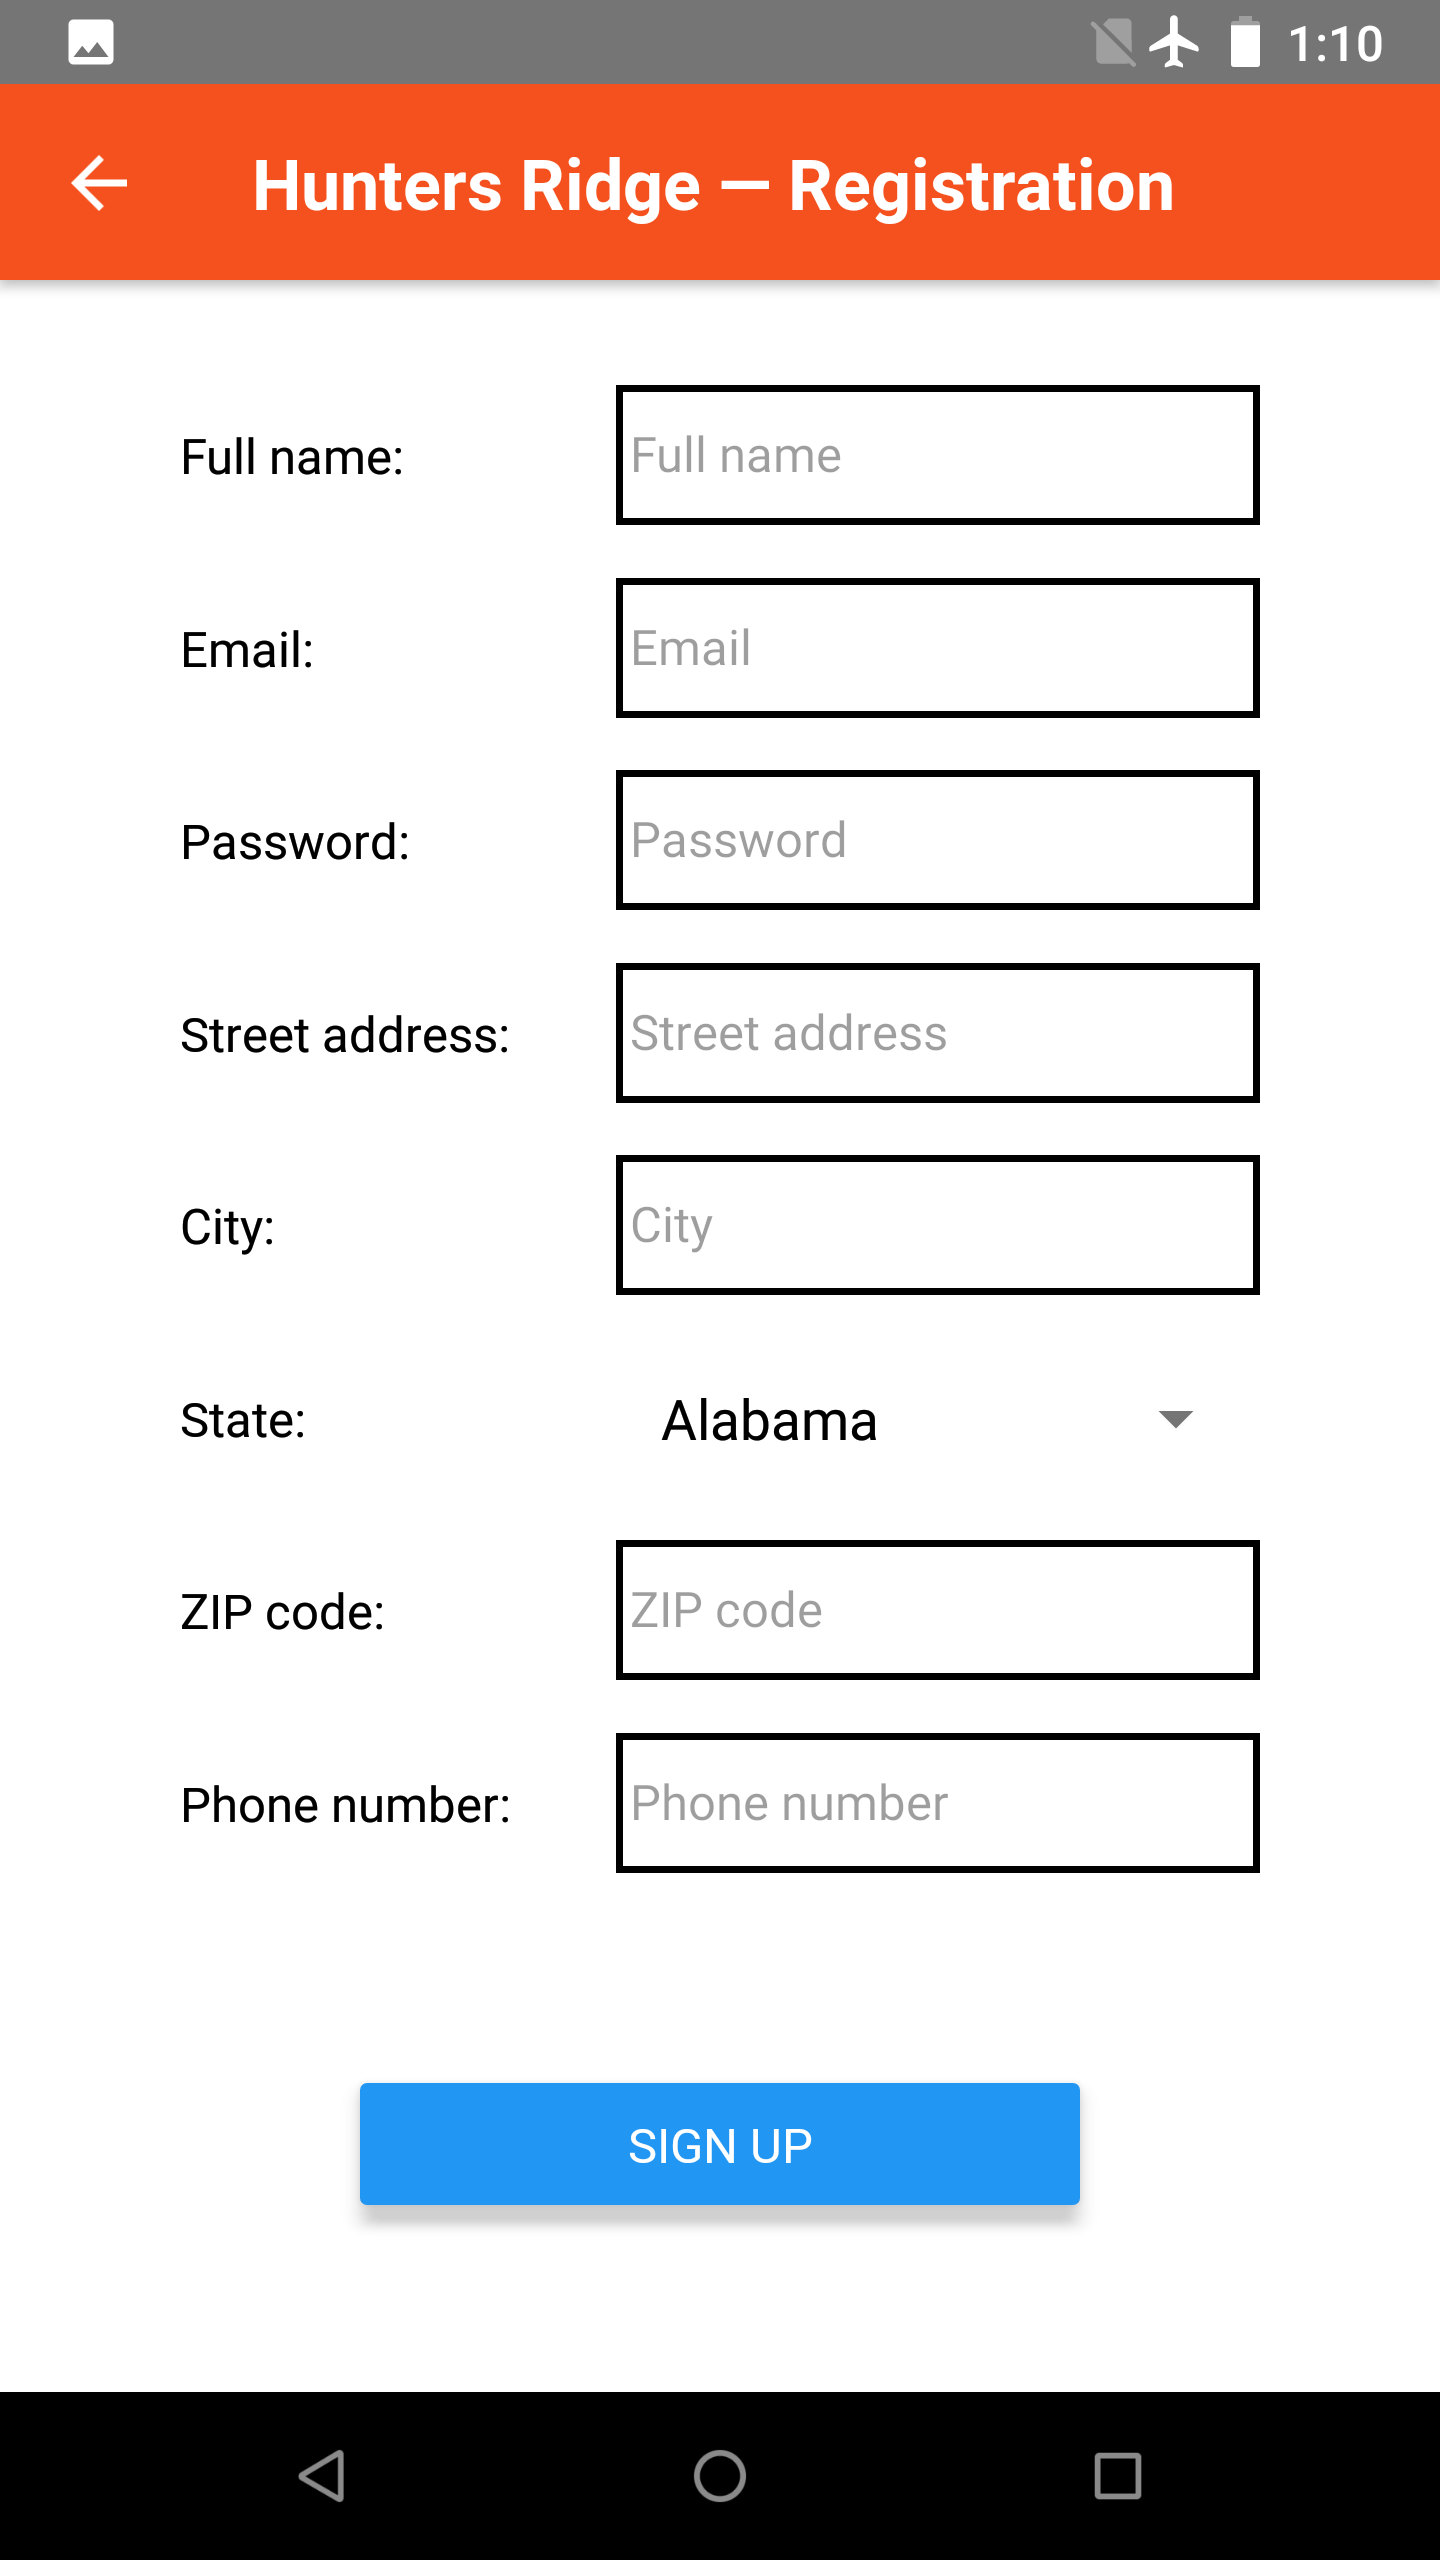 1:10
Hunters Ridge — Registration
Full name: Full name
Email: Email
Password: Password
Street address: Street address
City: City
State: Alabama
ZIP code: ZIP code
Phone number: Phone number
SIGN UP